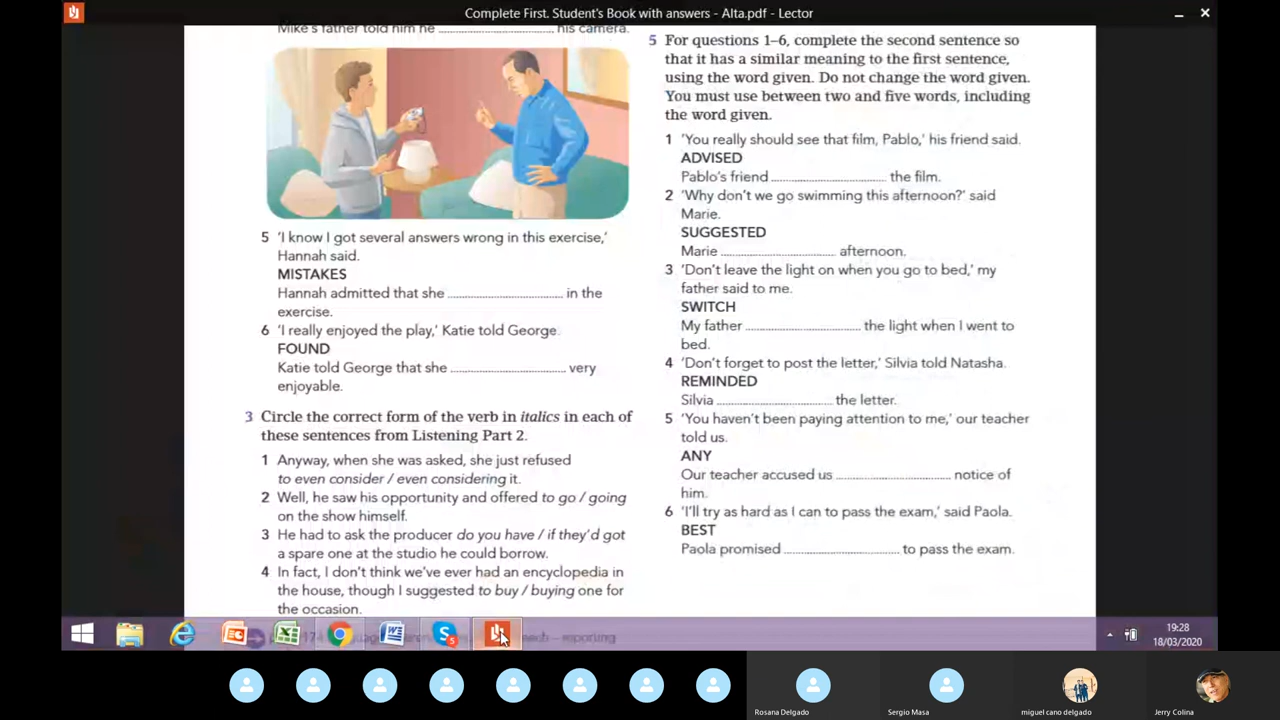 Complete First. Student's Book with answers - Alta.pdf - Lector
Mike's father told him he ........................ his camera.
5 'I know I got several answers wrong in this exercise,'
Hannah said.
MISTAKES
Hannah admitted that she ........................ in the
exercise.
6 'I really enjoyed the play,' Katie told George.
FOUND
Katie told George that she ........................ very
enjoyable.
3 Circle the correct form of the verb in italics in each of
these sentences from Listening Part 2.
1 Anyway, when she was asked, she just refused
to even consider / even considering it.
2 Well, he saw his opportunity and offered to go / going
on the show himself.
3 He had to ask the producer do you have / if they'd got
a spare one at the studio he could borrow.
4 In fact, I don't think we've ever had an encyclopedia in
the house, though I suggested to buy / buying one for
the occasion.
5 For questions 1–6, complete the second sentence so
that it has a similar meaning to the first sentence,
using the word given. Do not change the word given.
You must use between two and five words, including
the word given.
1 'You really should see that film, Pablo,' his friend said.
ADVISED
Pablo's friend ........................ the film.
2 'Why don't we go swimming this afternoon?' said
Marie.
SUGGESTED
Marie ........................ afternoon.
3 'Don't leave the light on when you go to bed,' my
father said to me.
SWITCH
My father ........................ the light when I went to
bed.
4 'Don't forget to post the letter,' Silvia told Natasha.
REMINDED
Silvia ........................ the letter.
5 'You haven't been paying attention to me,' our teacher
told us.
ANY
Our teacher accused us ........................ notice of
him.
6 'I'll try as hard as I can to pass the exam,' said Paola.
BEST
Paola promised ........................ to pass the exam.
19:28
18/03/2020
Rosana Delgado
Sergio Masa
miguel cano delgado
Jerry Colina